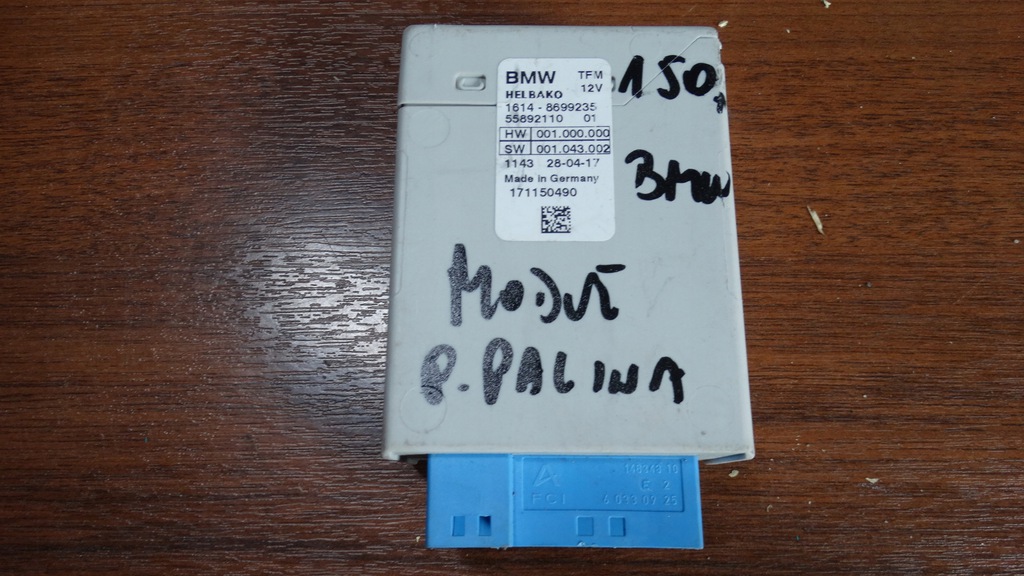 BMW TFM
HELBAKO 12V
1614 - 8699235
55892110 01
HW 001.000.000
SW 001.043.002
1143 28-04-17
Made in Germany
171150490
150,
BMW
MODUŁ
P. PALIWA
FCI